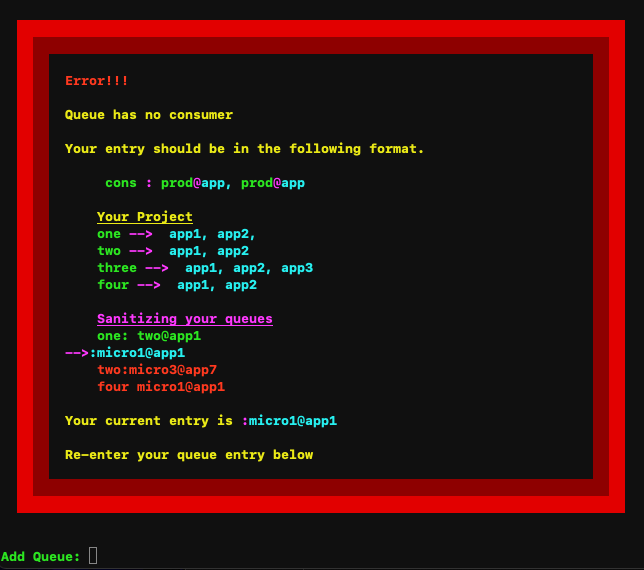 Error!!!
Queue has no consumer
Your entry should be in the following format.
cons : prod@app, prod@app
Your Project
one --> app1, app2,
two --> app1, app2
three --> app1, app2, app3
four --> app1, app2
Sanitizing your queues
one: two@app1
-->:micro1@app1
two:micro3@app7
four micro1@app1
Your current entry is :micro1@app1
Re-enter your queue entry below
Add Queue: